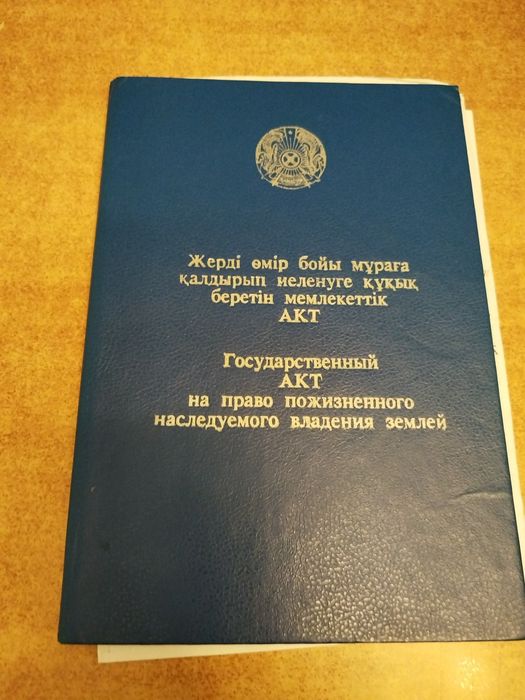 Жерді өмір бойы мұраға
қалдырып иеленуге құқық
беретін мемлекеттік
АКТ
Государственный
АКТ
на право пожизненного
наследуемого владения землей